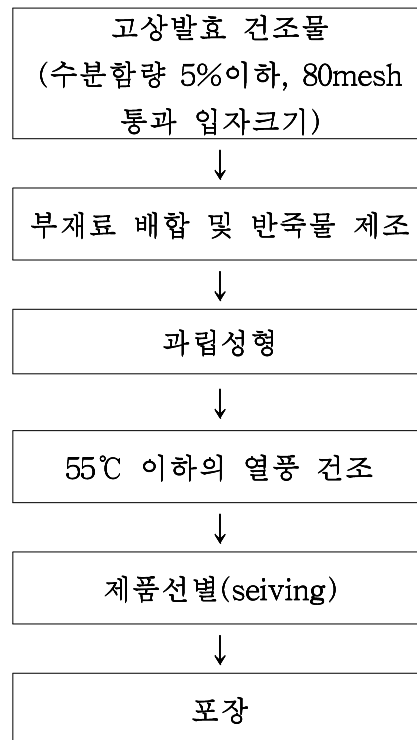 고상발효 건조물
(수분함량 5%이하, 80mesh
통과 입자크기)
↓
부재료 배합 및 반죽물 제조
↓
과립성형
↓
55℃ 이하의 열풍 건조
↓
제품선별(seiving)
↓
포장